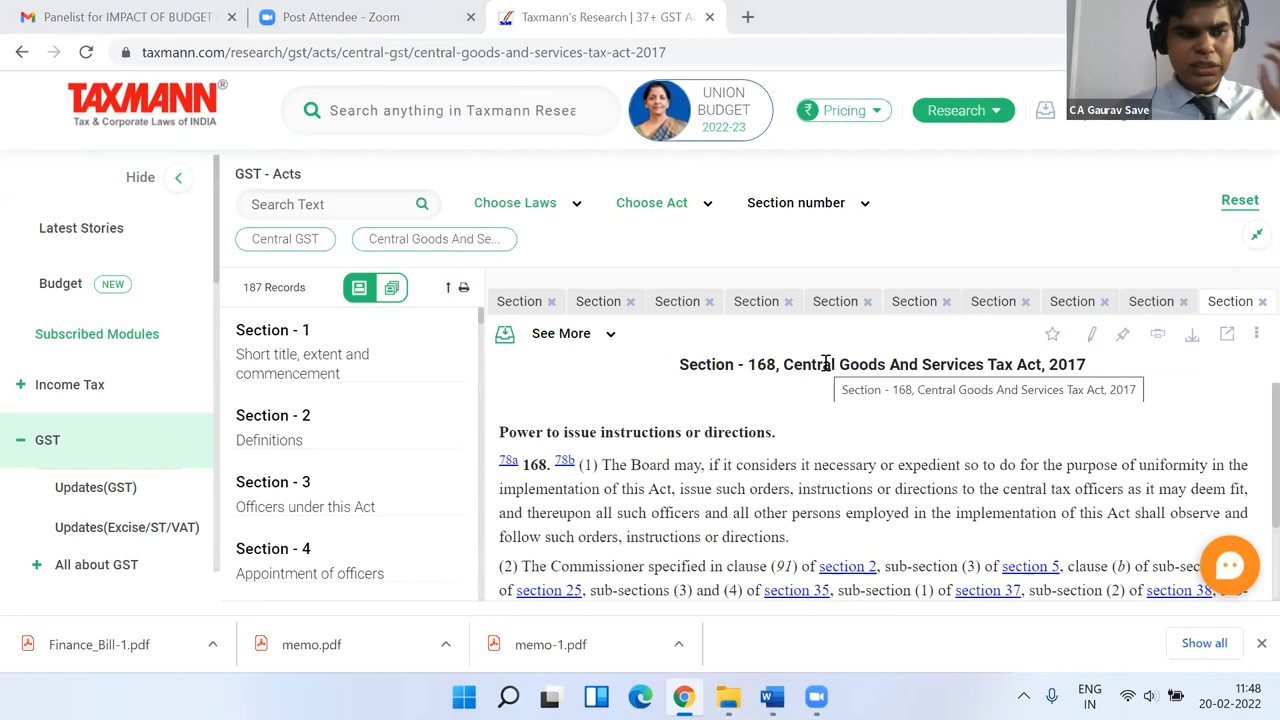 Panelist for IMPACT OF BUDGET
Post Attendee - Zoom
Taxmann's Research | 37+ GST Ac
taxmann.com/research/gst/acts/central-gst/central-goods-and-services-tax-act-2017
TAXMANN®
Tax & Corporate Laws of INDIA
Search anything in Taxmann Resea
UNION
BUDGET
2022-23
₹ Pricing
Research
CA Gaurav Save
Hide
Latest Stories
Budget NEW
Subscribed Modules
Income Tax
GST
Updates(GST)
Updates(Excise/ST/VAT)
All about GST
GST - Acts
Search Text
Choose Laws
Choose Act
Section number
Reset
Central GST
Central Goods And Se...
187 Records
Section - 1
Short title, extent and
commencement
Section - 2
Definitions
Section - 3
Officers under this Act
Section - 4
Appointment of officers
Section × Section × Section × Section × Section × Section × Section × Section × Section × Section ×
See More
Section - 168, Central Goods And Services Tax Act, 2017
Section - 168, Central Goods And Services Tax Act, 2017
Power to issue instructions or directions.
78a 168. 78b (1) The Board may, if it considers it necessary or expedient so to do for the purpose of uniformity in the
implementation of this Act, issue such orders, instructions or directions to the central tax officers as it may deem fit,
and thereupon all such officers and all other persons employed in the implementation of this Act shall observe and
follow such orders, instructions or directions.
(2) The Commissioner specified in clause (91) of section 2, sub-section (3) of section 5, clause (b) of sub-sec
of section 25, sub-sections (3) and (4) of section 35, sub-section (1) of section 37, sub-section (2) of section 38,
Finance_Bill-1.pdf
memo.pdf
memo-1.pdf
Show all
ENG
IN
11:48
20-02-2022